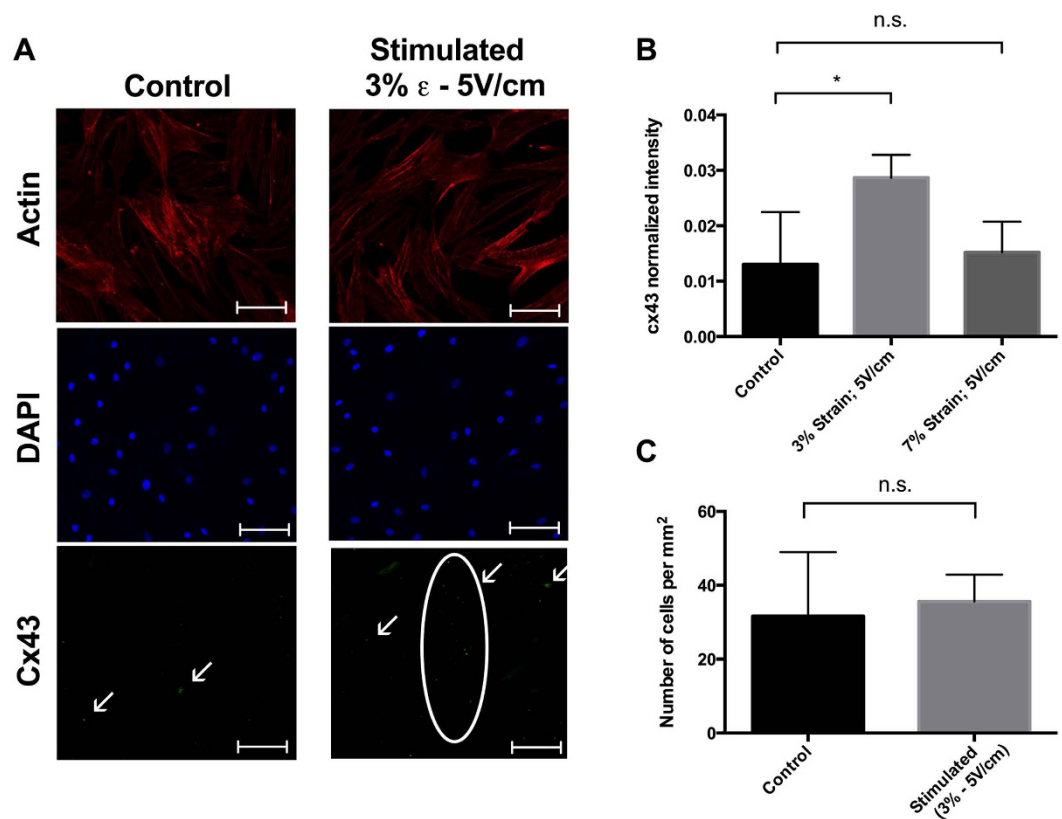 A
Control
Stimulated
3% ε - 5V/cm
Actin
DAPI
Cx43
B
n.s.
*
cx43 normalized intensity
0.04
0.03
0.02
0.01
0.00
Control
3% Strain; 5V/cm
7% Strain; 5V/cm
C
n.s.
Number of cells per mm²
60
40
20
0
Control
Stimulated
(3% - 5V/cm)